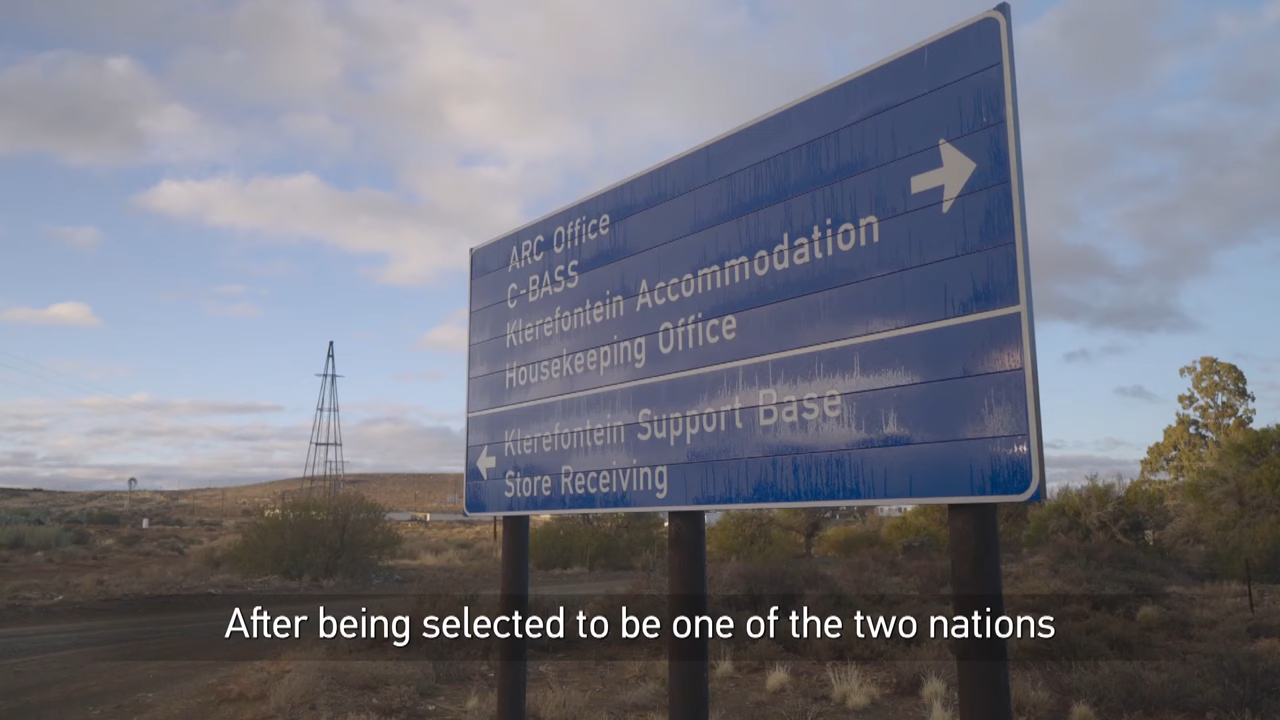 ARC Office
C-BASS
Klerefontein Accommodation
Housekeeping Office
Klerefontein Support Base
Store Receiving
After being selected to be one of the two nations